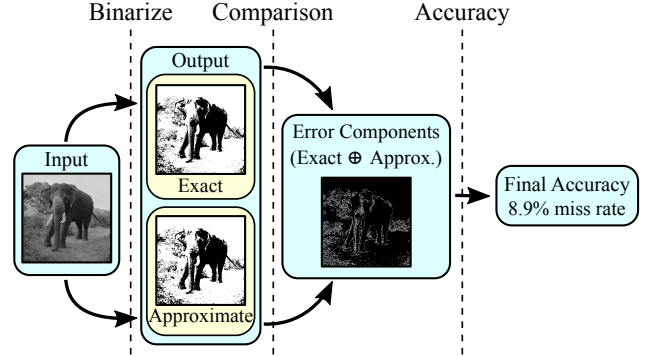 Binarize
Comparison
Accuracy
Output
Exact
Input
Approximate
Error Components
(Exact ⊕ Approx.)
Final Accuracy
8.9% miss rate